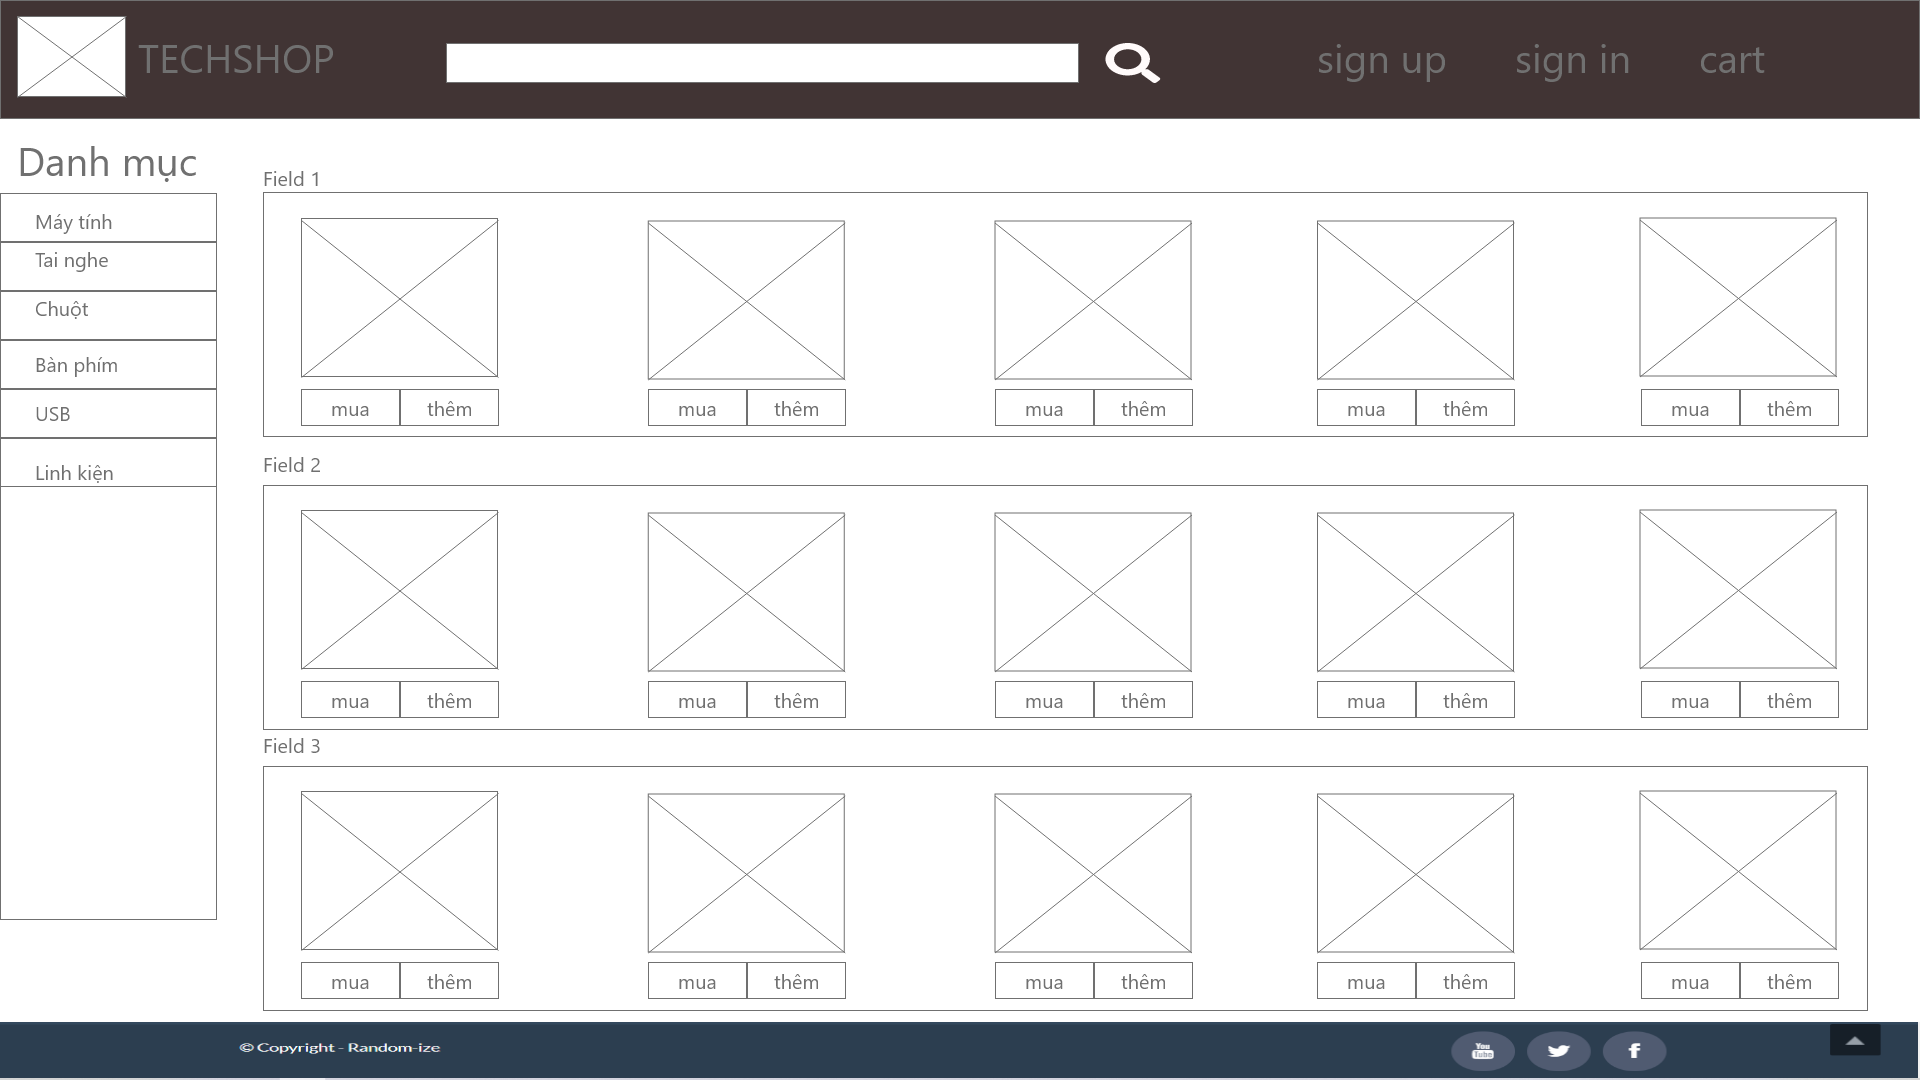 TECHSHOP
sign up sign in cart
Danh mục
Máy tính
Tai nghe
Chuột
Bàn phím
USB
Linh kiện
Field 1
mua thêm mua thêm mua thêm mua thêm mua thêm
Field 2
mua thêm mua thêm mua thêm mua thêm mua thêm
Field 3
mua thêm mua thêm mua thêm mua thêm mua thêm
© Copyright - Random-ize
You
Tube